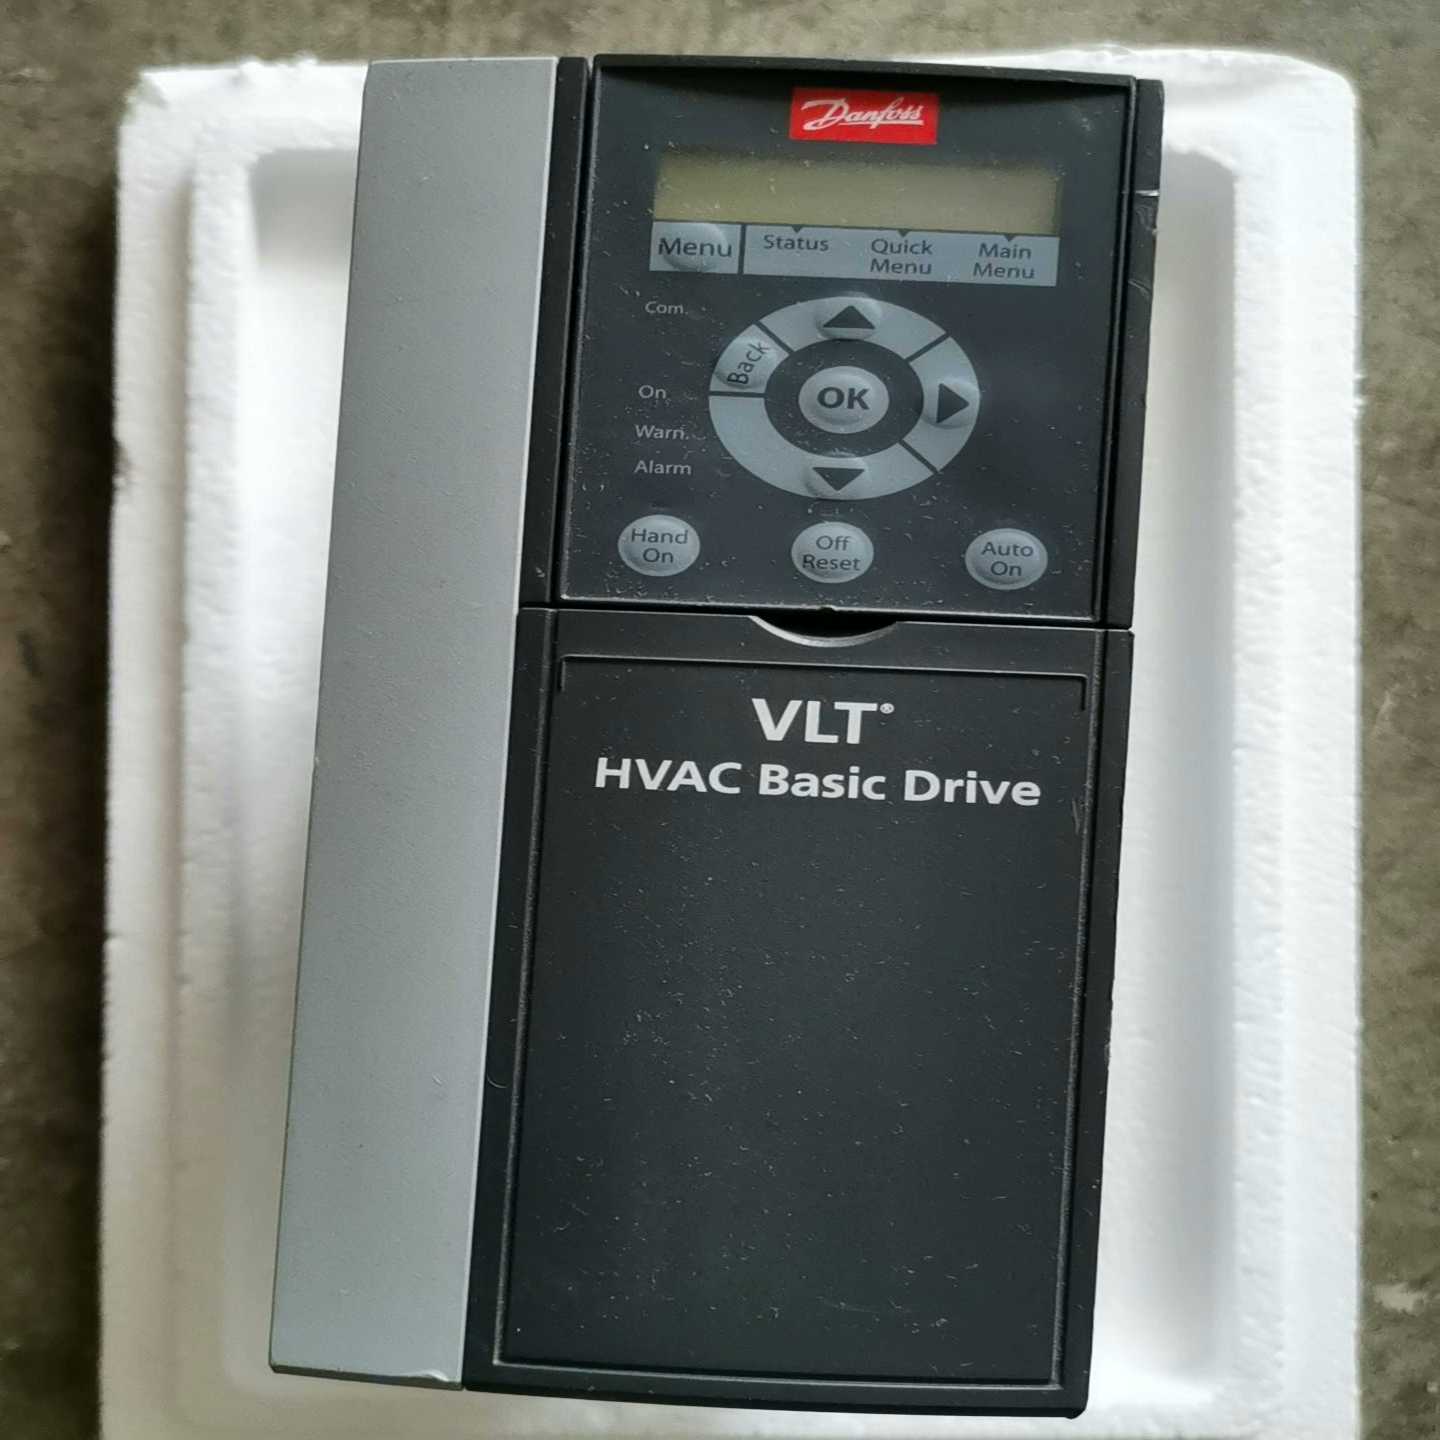 Danfoss
Menu
Status
Quick
Menu
Main
Menu
Com.
Back
OK
On
Warn.
Alarm
Hand
On
Off
Reset
Auto
On
VLT®
HVAC Basic Drive